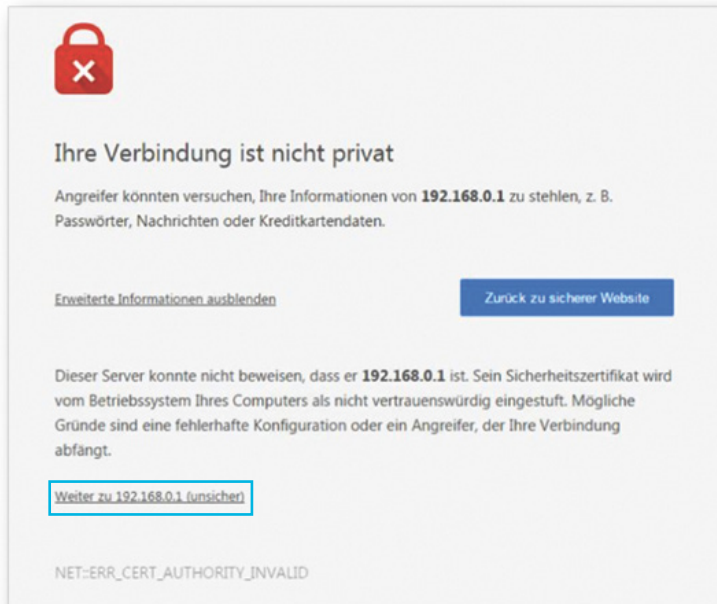 Ihre Verbindung ist nicht privat
Angreifer könnten versuchen, Ihre Informationen von 192.168.0.1 zu stehlen, z. B.
Passwörter, Nachrichten oder Kreditkartendaten.
Erweiterte Informationen ausblenden
Zurück zu sicherer Website
Dieser Server konnte nicht beweisen, dass er 192.168.0.1 ist. Sein Sicherheitszertifikat wird
vom Betriebssystem Ihres Computers als nicht vertrauenswürdig eingestuft. Mögliche
Gründe sind eine fehlerhafte Konfiguration oder ein Angreifer, der Ihre Verbindung
abfängt.
Weiter zu 192.168.0.1 (unsicher)
NET::ERR_CERT_AUTHORITY_INVALID